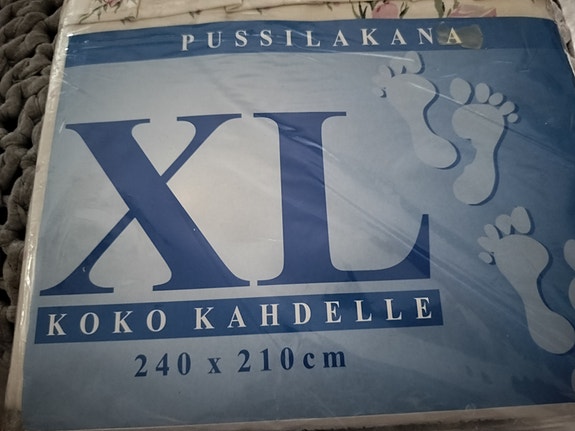 PUSSILAKANA
XL
KOKO KAHDELLE
240 x 210cm